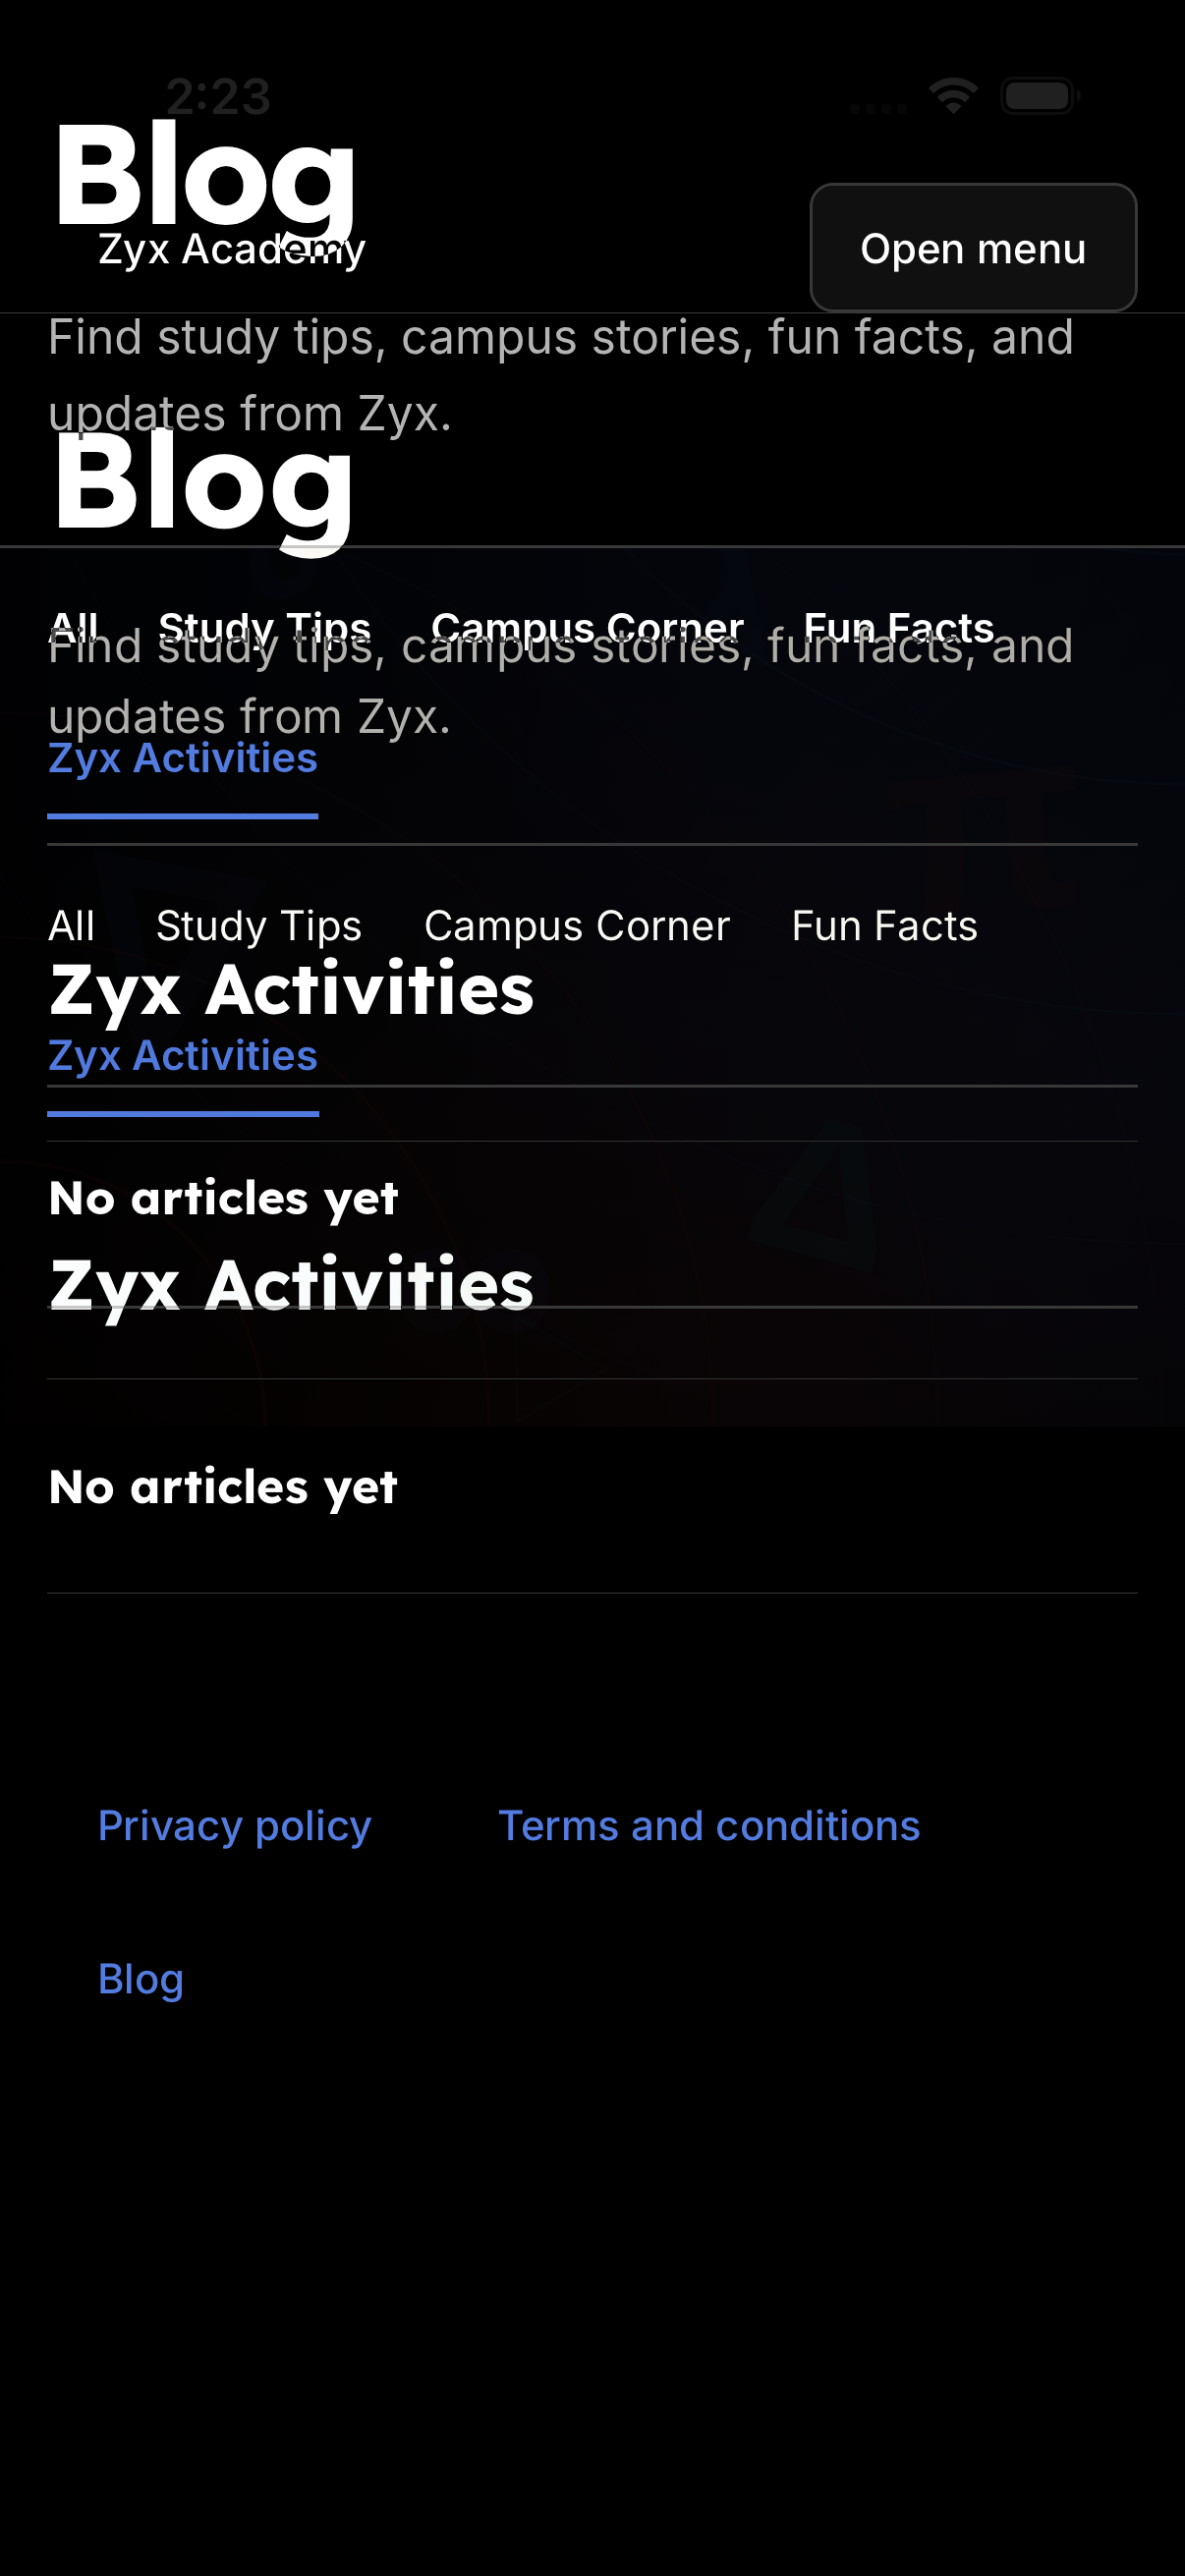 2:23
Blog
Zyx Academy
Open menu
Find study tips, campus stories, fun facts, and
updates from Zyx.
Blog
All Study Tips Campus Corner Fun Facts
Find study tips, campus stories, fun facts, and
updates from Zyx.
Zyx Activities
All Study Tips Campus Corner Fun Facts
Zyx Activities
Zyx Activities
No articles yet
Zyx Activities
No articles yet
Privacy policy Terms and conditions
Blog